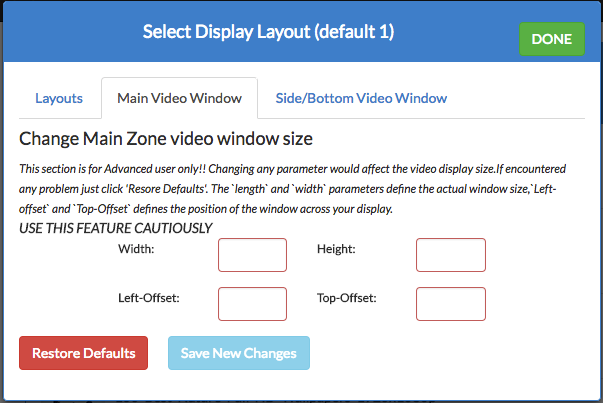 Select Display Layout (default 1)
DONE
Layouts
Main Video Window
Side/Bottom Video Window
Change Main Zone video window size
This section is for Advanced user only!! Changing any parameter would affect the video display size.If encountered
any problem just click 'Resore Defaults'. The `length` and `width` parameters define the actual window size,`Left-
offset` and `Top-Offset` defines the position of the window across your display.
USE THIS FEATURE CAUTIOUSLY
Width:
Height:
Left-Offset:
Top-Offset:
Restore Defaults
Save New Changes